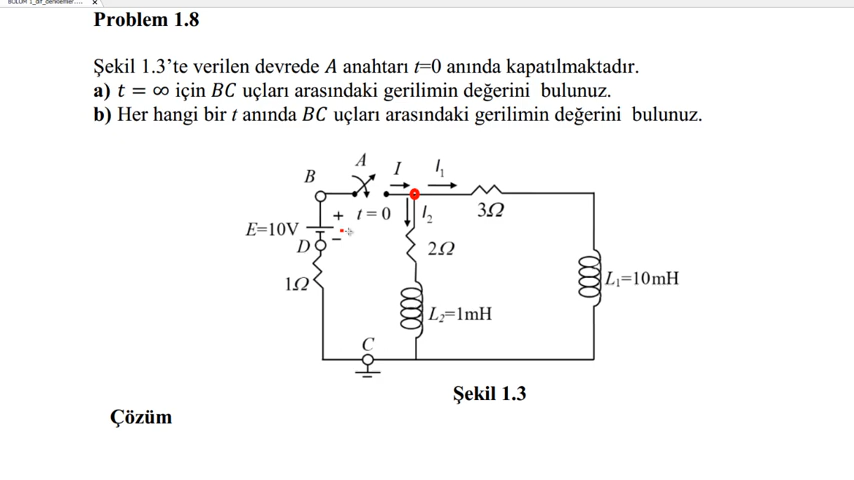 Problem 1.8
Şekil 1.3’te verilen devrede A anahtarı t=0 anında kapatılmaktadır.
a) t = ∞ için BC uçları arasındaki gerilimin değerini bulunuz.
b) Her hangi bir t anında BC uçları arasındaki gerilimin değerini bulunuz.
A
B
I
I₁
+
t = 0
I₂
3Ω
E=10V
−
D
2Ω
1Ω
L₁=10mH
L₂=1mH
C
Şekil 1.3
Çözüm